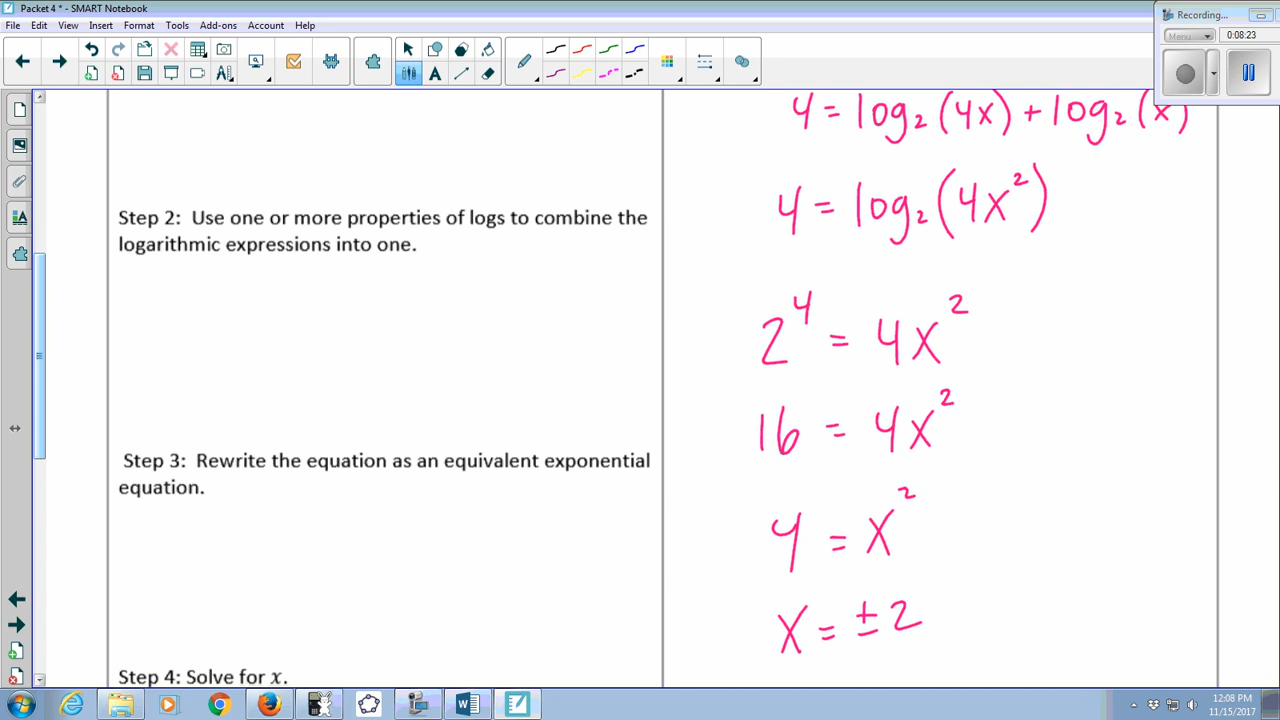 Packet 4 * - SMART Notebook
File Edit View Insert Format Tools Add-ons Account Help
Recording...
Menu
0:08:23
4 = log₂ (4x) + log₂ (x)
4 = log₂ (4x²)
Step 2: Use one or more properties of logs to combine the
logarithmic expressions into one.
2⁴ = 4x²
16 = 4x²
Step 3: Rewrite the equation as an equivalent exponential
equation.
4 = x²
x = ±2
Step 4: Solve for x.
12:08 PM
11/15/2017